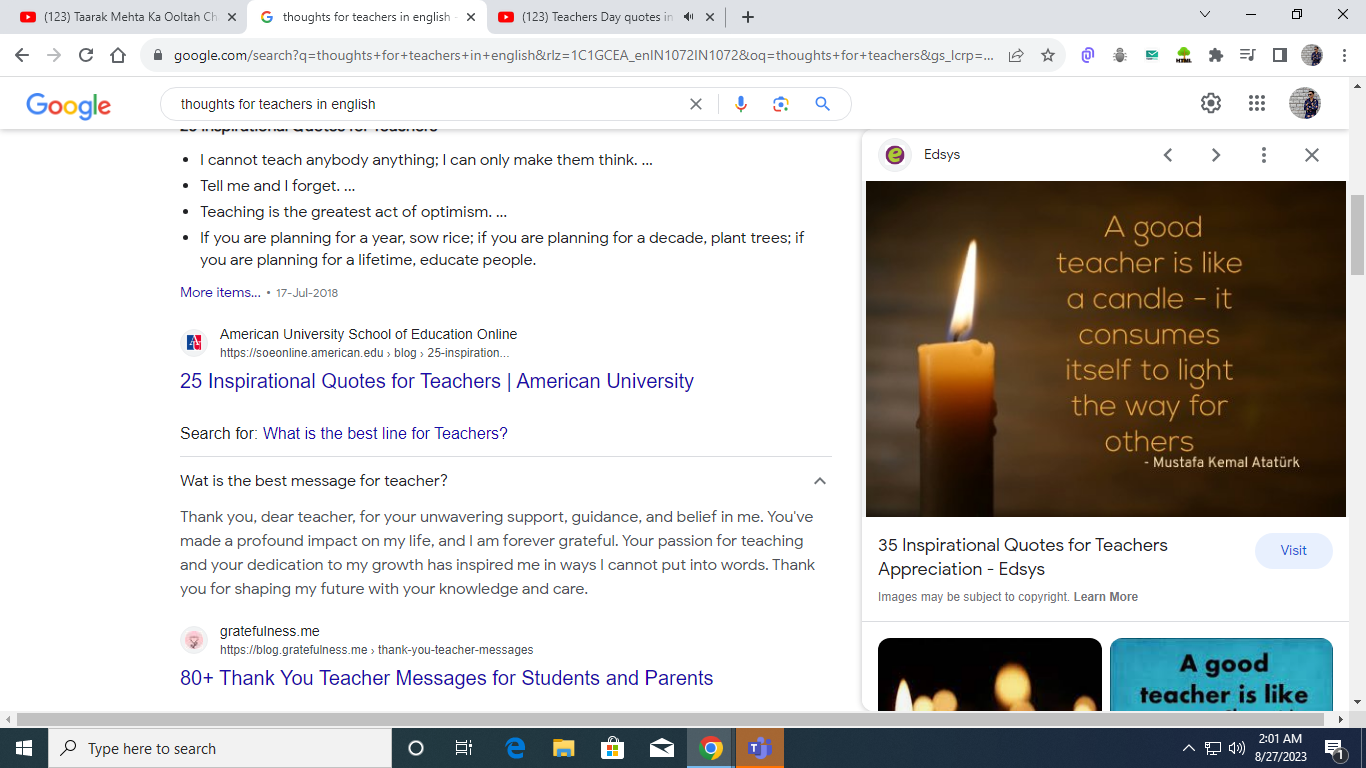 (123) Taarak Mehta Ka Ooltah Ch
thoughts for teachers in english -
(123) Teachers Day quotes in
google.com/search?q=thoughts+for+teachers+in+english&rlz=1C1GCEA_enIN1072IN1072&oq=thoughts+for+teachers&gs_lcrp=...
Google
thoughts for teachers in english
25 Inspirational Quotes for Teachers
• I cannot teach anybody anything; I can only make them think. ...
• Tell me and I forget. ...
• Teaching is the greatest act of optimism. ...
• If you are planning for a year, sow rice; if you are planning for a decade, plant trees; if
you are planning for a lifetime, educate people.
More items... • 17-Jul-2018
American University School of Education Online
https://soeonline.american.edu › blog › 25-inspiration...
25 Inspirational Quotes for Teachers | American University
Search for: What is the best line for Teachers?
Wat is the best message for teacher?
Thank you, dear teacher, for your unwavering support, guidance, and belief in me. You've
made a profound impact on my life, and I am forever grateful. Your passion for teaching
and your dedication to my growth has inspired me in ways I cannot put into words. Thank
you for shaping my future with your knowledge and care.
gratefulness.me
https://blog.gratefulness.me › thank-you-teacher-messages
80+ Thank You Teacher Messages for Students and Parents
Edsys
A good
teacher is like
a candle - it
consumes
itself to light
the way for
others
- Mustafa Kemal Atatürk
35 Inspirational Quotes for Teachers
Appreciation - Edsys
Visit
Images may be subject to copyright. Learn More
A good
teacher is like
Type here to search
2:01 AM
8/27/2023
1